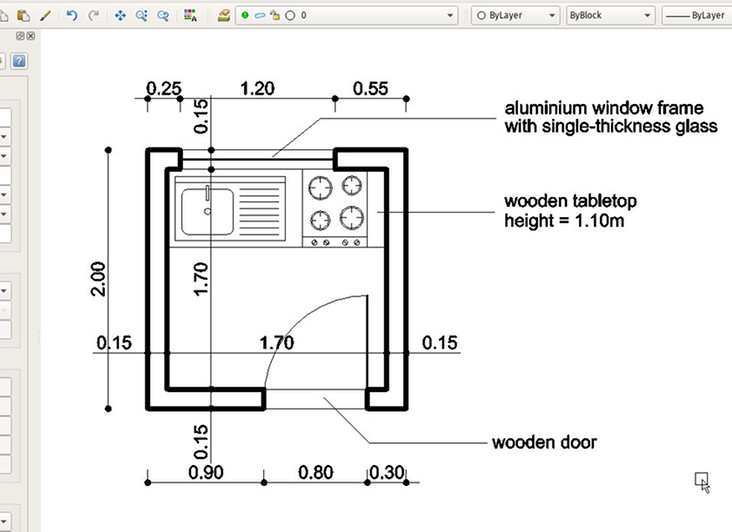 0 ByLayer ByBlock ByLayer
0.25 1.20 0.55
0.15
aluminium window frame
with single-thickness glass
wooden tabletop
height = 1.10m
2.00
1.70
0.15 1.70 0.15
0.15
wooden door
0.90 0.80 0.30